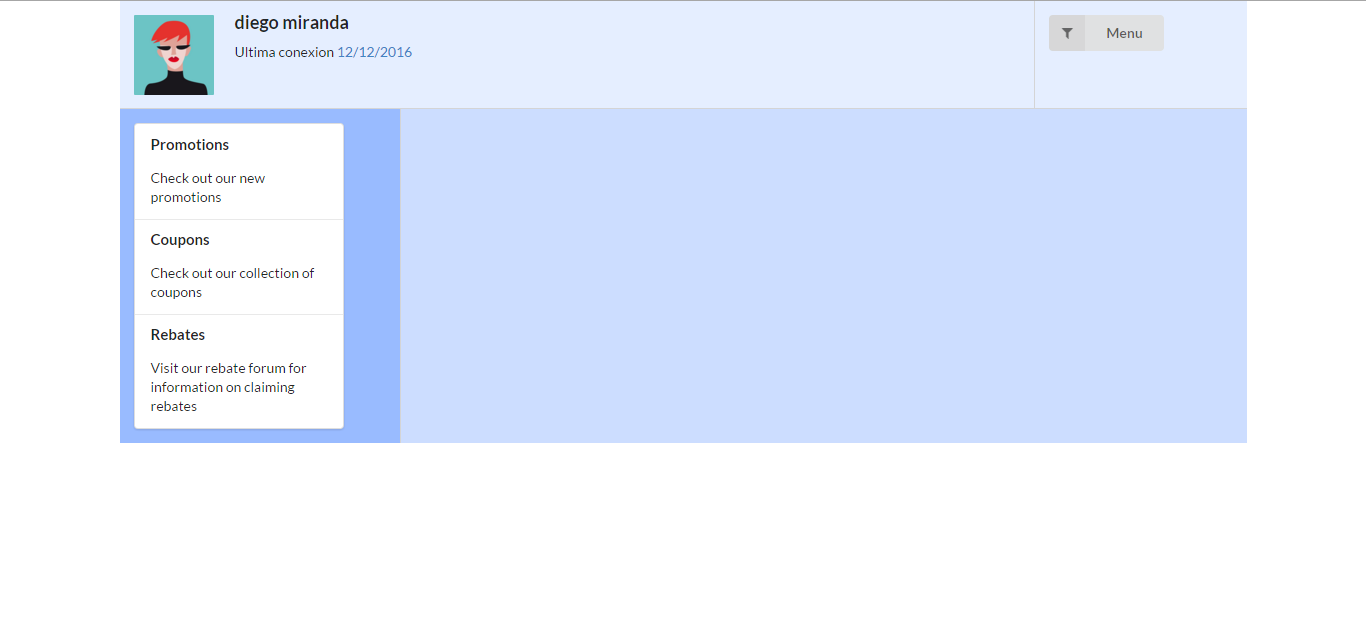 diego miranda
Ultima conexion 12/12/2016
Menu
Promotions
Check out our new
promotions
Coupons
Check out our collection of
coupons
Rebates
Visit our rebate forum for
information on claiming
rebates